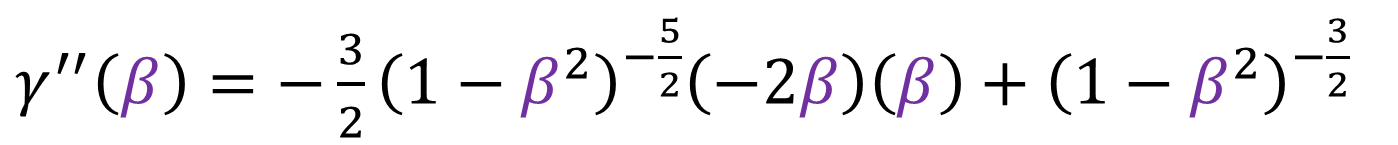 γ′′(β) = −3/2(1 − β²)^(−5/2)(−2β)(β) + (1 − β²)^(−3/2)